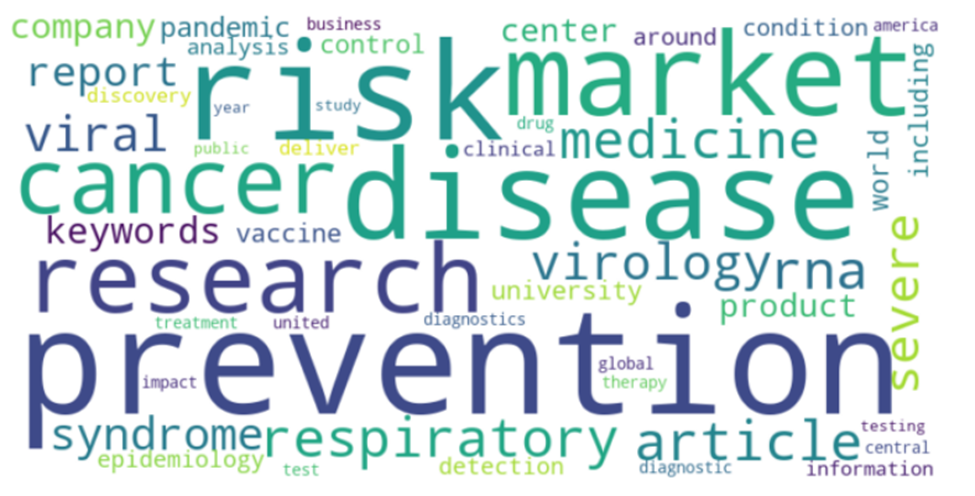 company pandemic business center around condition america
analysis control
report risk market including
discovery year study
viral public deliver drug clinical medicine world
cancer disease
keywords vaccine severe
research virology rna
university product
treatment united diagnostics
prevention
impact global
therapy
syndrome respiratory article testing
central
epidemiology test detection diagnostic information